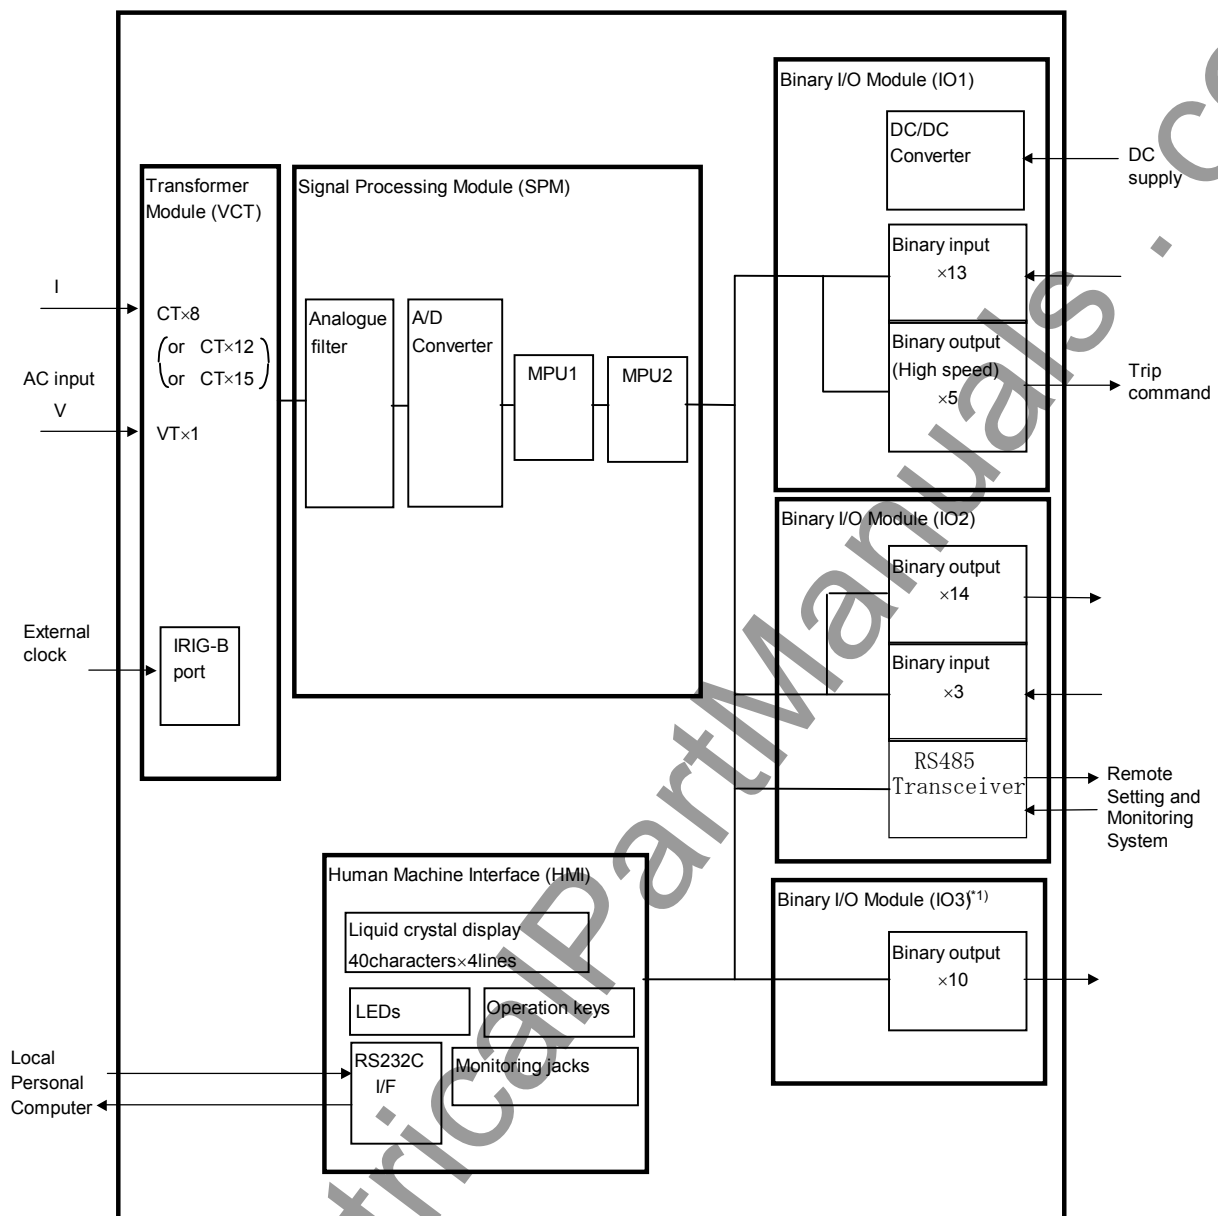 Binary I/O Module (IO1)
DC/DC
Converter
DC
supply
Transformer
Module (VCT)
Signal Processing Module (SPM)
Binary input
×13
I
CT×8
(or CT×12)
(or CT×15)
AC input
V
VT×1
Analogue
filter
A/D
Converter
MPU1
MPU2
Binary output
(High speed)
×5
Trip
command
Binary I/O Module (IO2)
Binary output
×14
External
clock
IRIG-B
port
Binary input
×3
RS485
Transceiver
Remote
Setting and
Monitoring
System
Human Machine Interface (HMI)
Liquid crystal display
40characters×4lines
LEDs
Operation keys
RS232C
I/F
Monitoring jacks
Local
Personal
Computer
Binary I/O Module (IO3)(*1)
Binary output
×10
tricalPartManuals . co